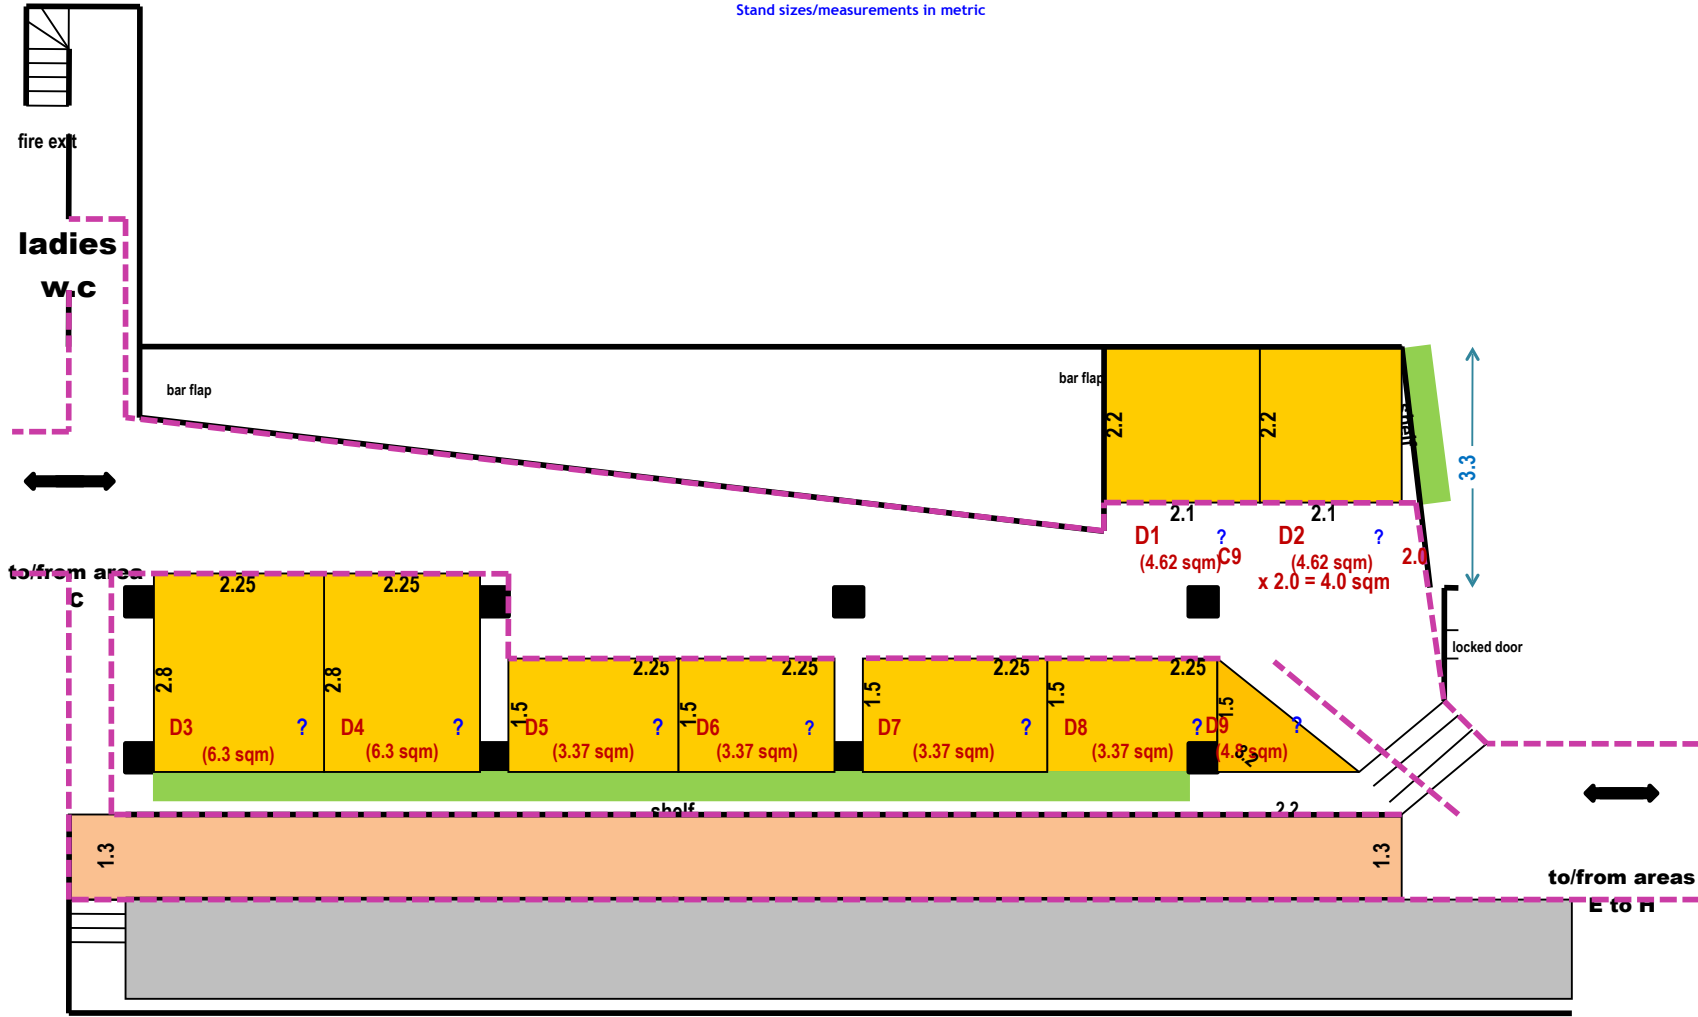 Stand sizes/measurements in metric
fire exit
ladies
w.c
bar flap
bar flap
2.2
2.2
shelf
3.3
2.1
2.1
D1
?
D2
?
(4.62 sqm)
C9
(4.62 sqm)
2.0
x 2.0 = 4.0 sqm
to/from area
C
2.25
2.25
locked door
2.8
2.8
2.25
2.25
2.25
2.25
1.5
1.5
1.5
1.5
1.5
D3
?
D4
?
D5
?
D6
?
D7
?
D8
?
D9
?
(6.3 sqm)
(6.3 sqm)
(3.37 sqm)
(3.37 sqm)
(3.37 sqm)
(3.37 sqm)
(4.8 sqm)
shelf
2.2
1.3
1.3
to/from areas
E to H